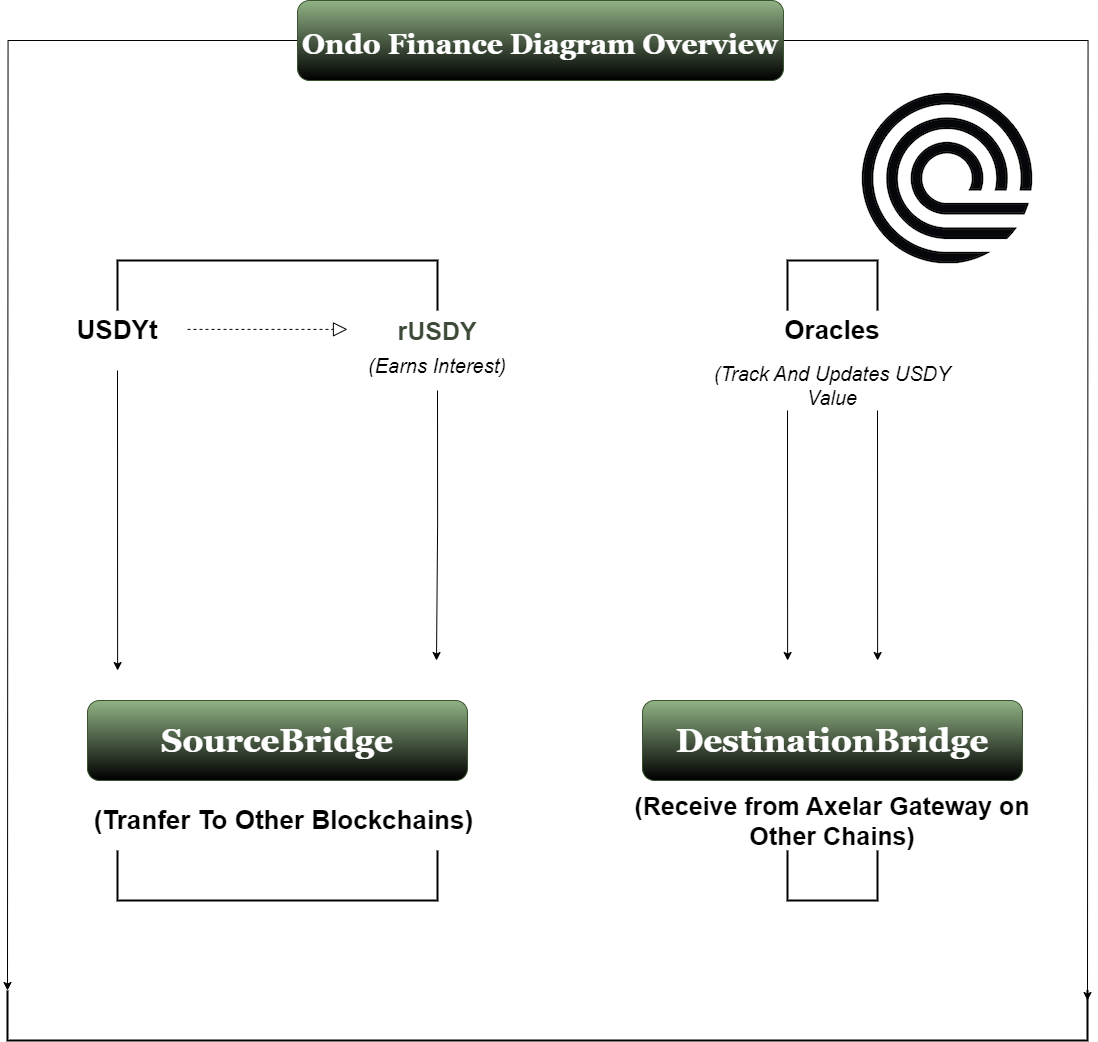 Ondo Finance Diagram Overview
USDYt
rUSDY
(Earns Interest)
Oracles
(Track And Updates USDY
Value
SourceBridge
(Tranfer To Other Blockchains)
DestinationBridge
(Receive from Axelar Gateway on
Other Chains)